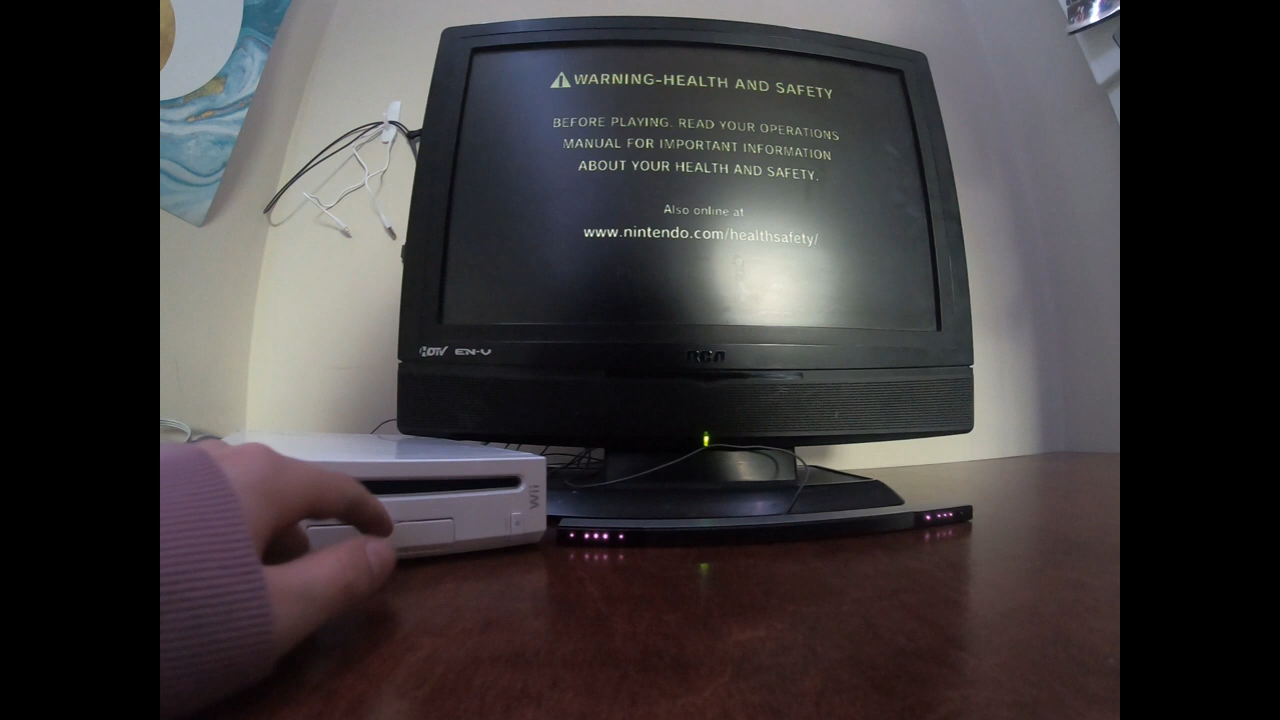 WARNING-HEALTH AND SAFETY
BEFORE PLAYING, READ YOUR OPERATIONS
MANUAL FOR IMPORTANT INFORMATION
ABOUT YOUR HEALTH AND SAFETY.
Also online at
www.nintendo.com/healthsafety/
HDTV EN-V
RCA
Wii